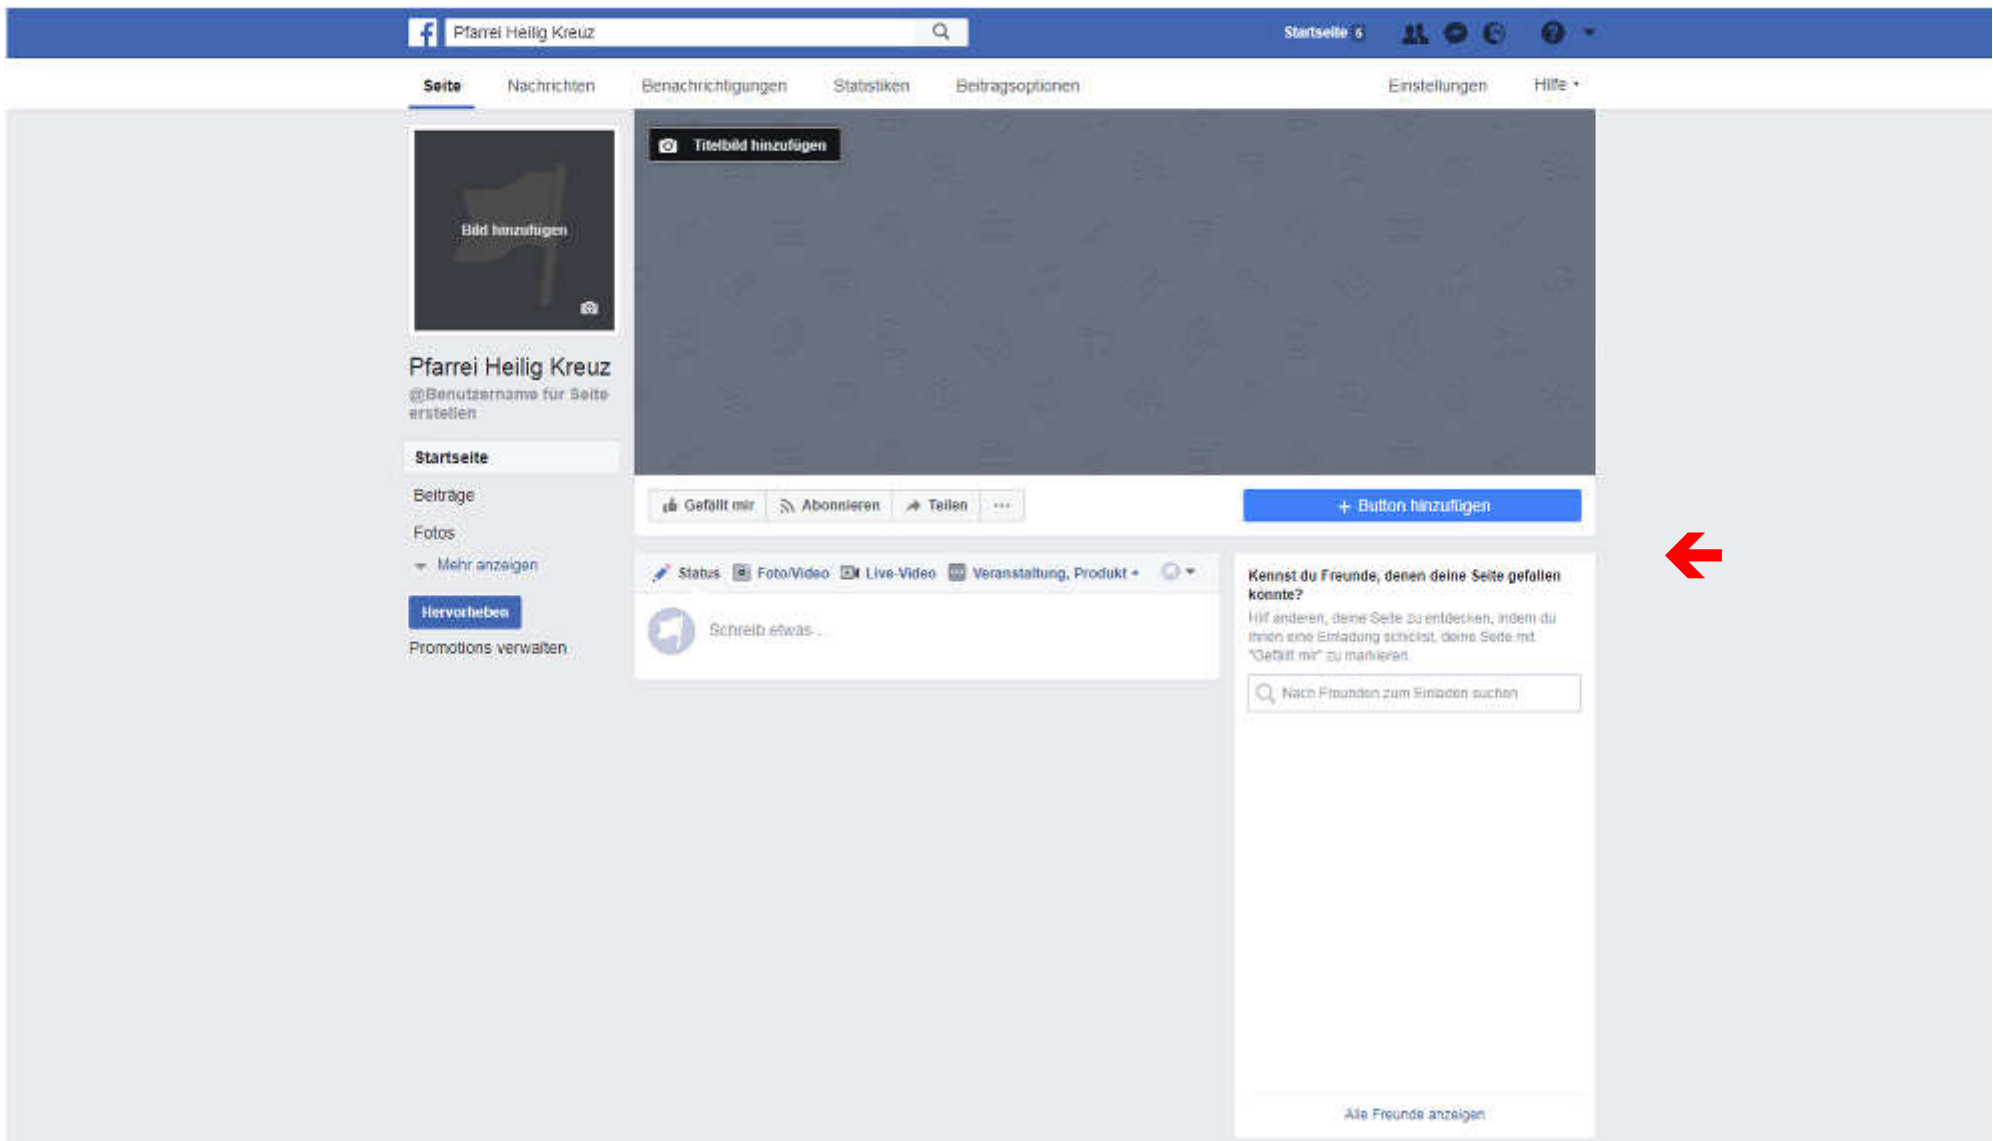 Pfarrei Heilig Kreuz
Startseite 6
Seite Nachrichten Benachrichtigungen Statistiken Beitragsoptionen Einstellungen Hilfe
Titelbild hinzufügen
Bild hinzufügen
Pfarrei Heilig Kreuz
@Benutzername für Seite
erstellen
Startseite
Beiträge
Fotos
Mehr anzeigen
Hervorheben
Promotions verwalten
Gefällt mir Abonnieren Teilen ...
+ Button hinzufügen
Status Foto/Video Live-Video Veranstaltung, Produkt +
Schreib etwas ...
Kennst du Freunde, denen deine Seite gefallen
könnte?
Hilf anderen, deine Seite zu entdecken, indem du
ihnen eine Einladung schickst, deine Seite mit
"Gefällt mir" zu markieren.
Nach Freunden zum Einladen suchen
Alle Freunde anzeigen